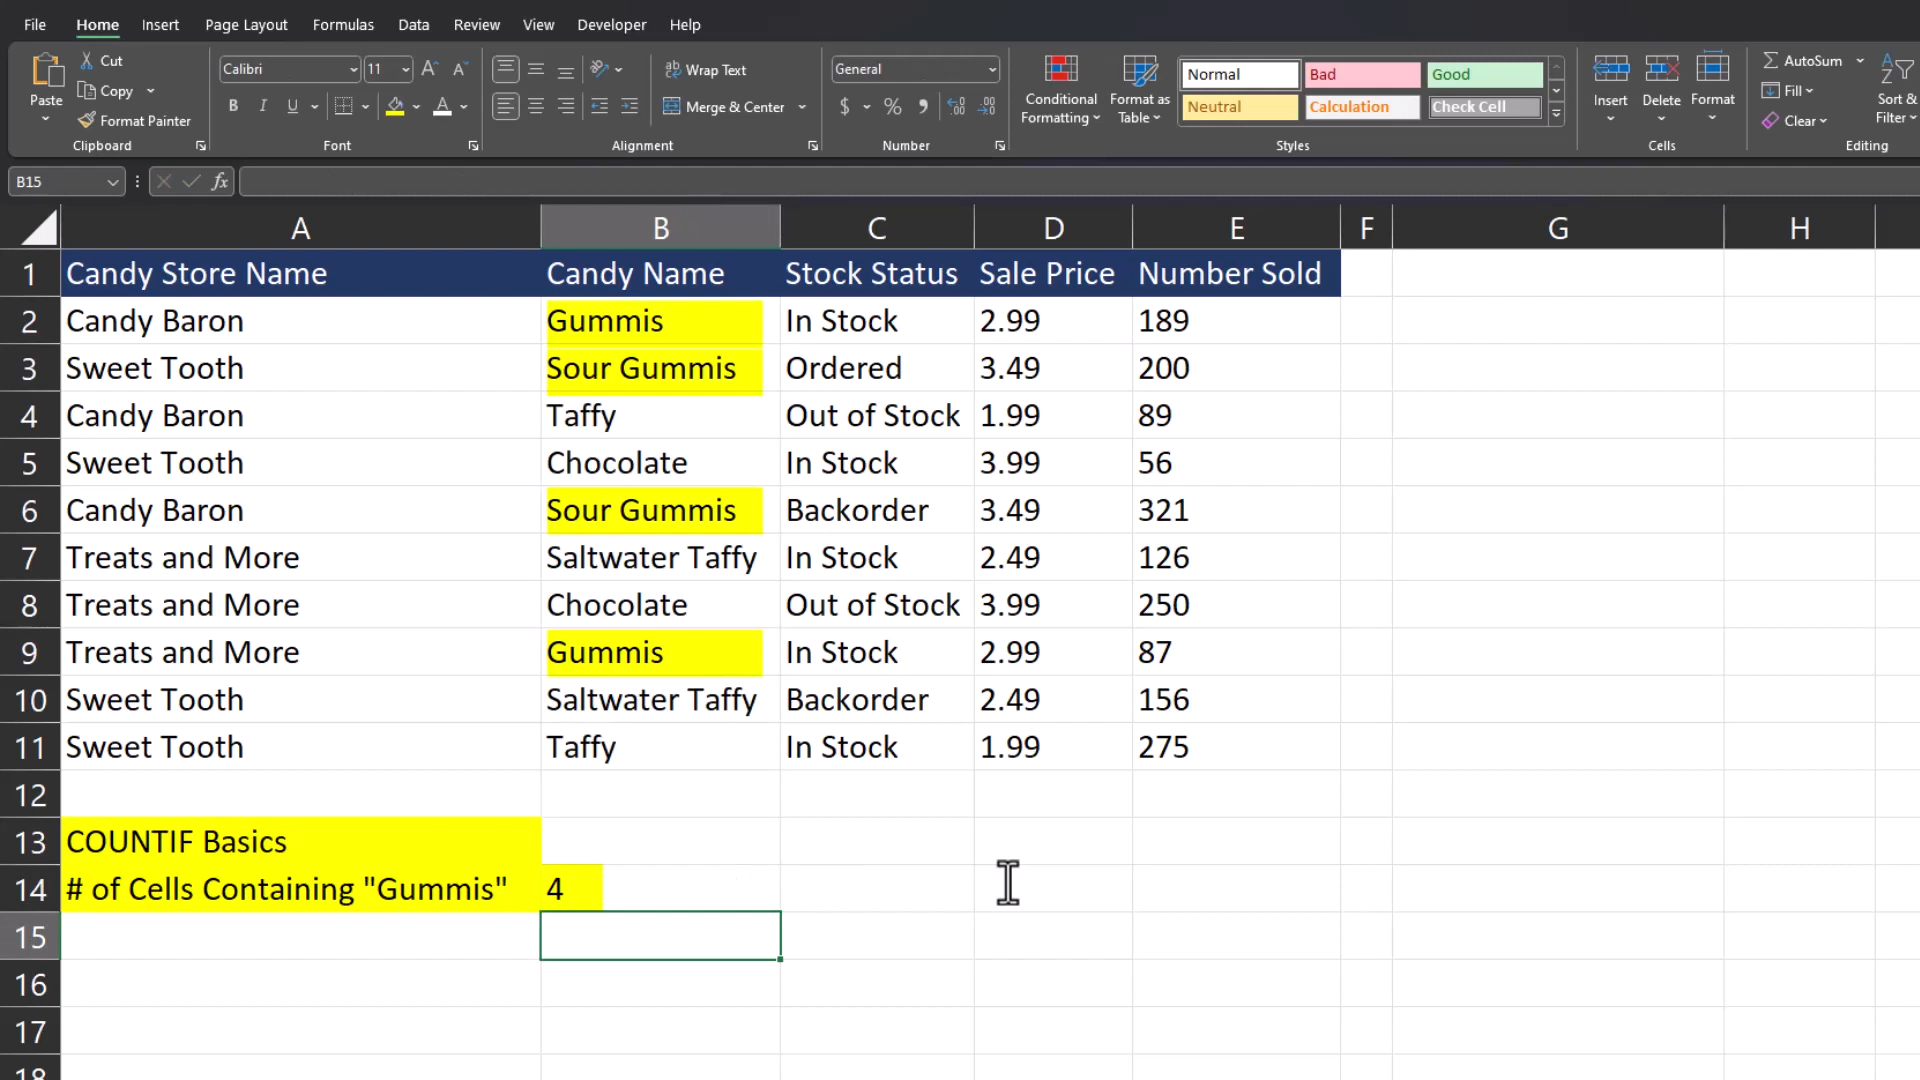 File Home Insert Page Layout Formulas Data Review View Developer Help
Paste Cut Copy Format Painter Clipboard
Calibri 11 B I U A Font
Wrap Text Merge & Center Alignment
General $ % Number
Conditional Formatting Format as Table
Normal Bad Good
Neutral Calculation Check Cell
Styles
Insert Delete Format Cells
AutoSum Fill Clear Sort & Filter Editing
B15 fx
A B C D E F G H
1 Candy Store Name Candy Name Stock Status Sale Price Number Sold
2 Candy Baron Gummis In Stock 2.99 189
3 Sweet Tooth Sour Gummis Ordered 3.49 200
4 Candy Baron Taffy Out of Stock 1.99 89
5 Sweet Tooth Chocolate In Stock 3.99 56
6 Candy Baron Sour Gummis Backorder 3.49 321
7 Treats and More Saltwater Taffy In Stock 2.49 126
8 Treats and More Chocolate Out of Stock 3.99 250
9 Treats and More Gummis In Stock 2.99 87
10 Sweet Tooth Saltwater Taffy Backorder 2.49 156
11 Sweet Tooth Taffy In Stock 1.99 275
12
13 COUNTIF Basics
14 # of Cells Containing "Gummis" 4
15
16
17
18